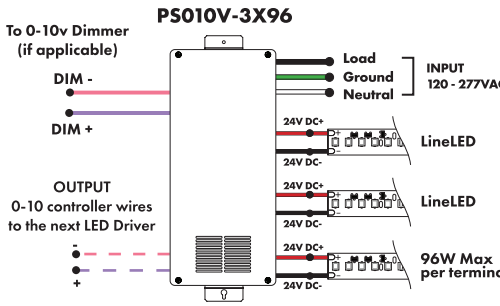 PS010V-3X96
To 0-10v Dimmer
(if applicable)
DIM -
DIM +
Load
Ground
Neutral
INPUT
120 - 277VAC
24V DC+
+
-
24V DC-
LineLED
24V DC+
+
-
24V DC-
LineLED
OUTPUT
0-10 controller wires
to the next LED Driver
-
+
24V DC+
+
-
24V DC-
96W Max
per